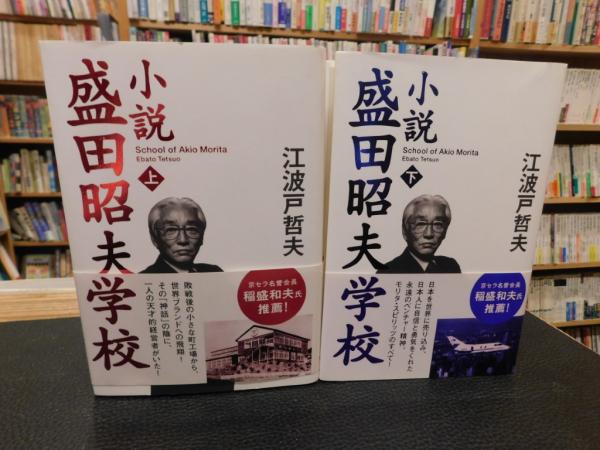 小説
盛田昭夫学校
School of Akio Morita
Ebato Tetsuo
上
江波戸哲夫
京セラ名誉会長
稲盛和夫氏
推薦!
敗戦後の小さな町工場から、
世界ブランドへの飛翔!
その「神話」の陰に、
一人の天才的経営者がいた!
小説
盛田昭夫学校
School of Akio Morita
Ebato Tetsuo
下
江波戸哲夫
京セラ名誉会長
稲盛和夫氏
推薦!
日本を世界に売り込み、
日本人に自信と勇気をくれた
永遠のベンチャー精神、
モリタ・スピリッツのすべて!